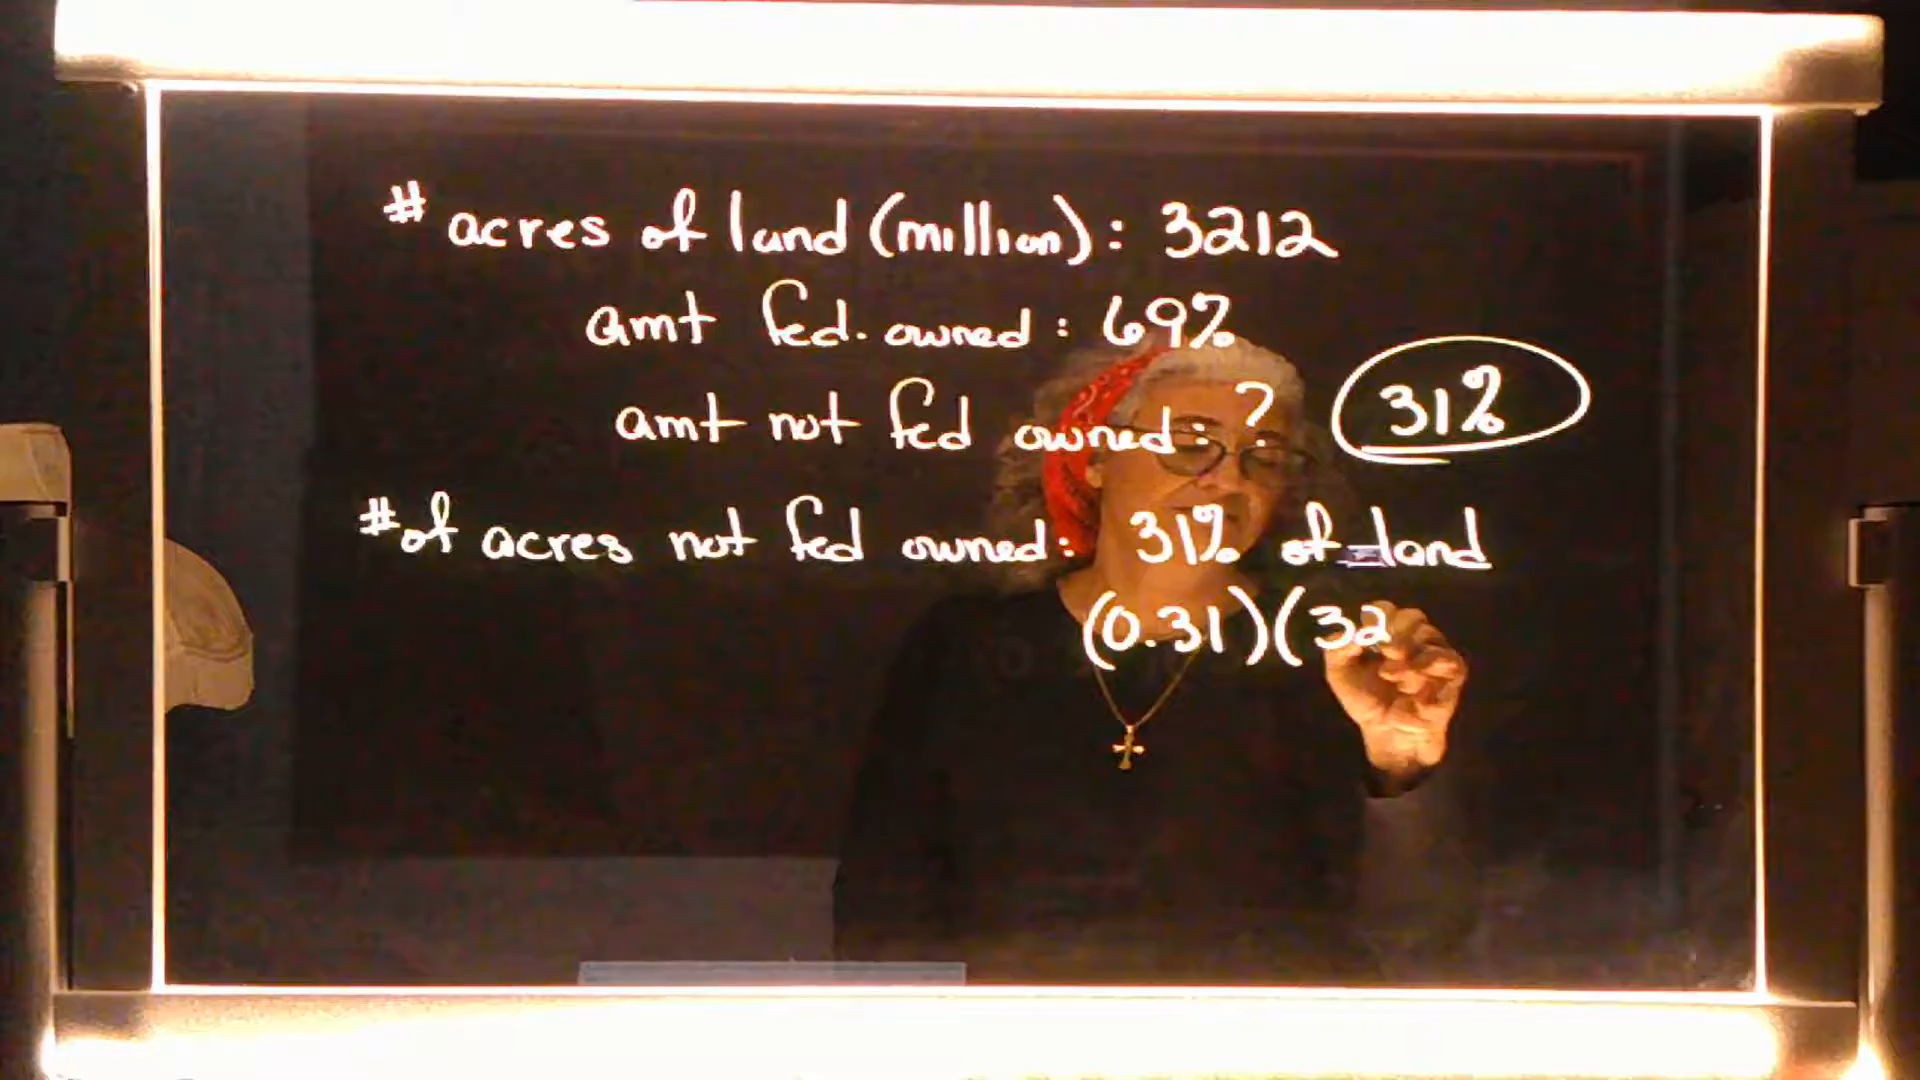 # acres of land (million): 3212
amt fed. owned: 69%
amt not fed owned: ? 31%
# of acres not fed owned: 31% of land
(0.31)(32